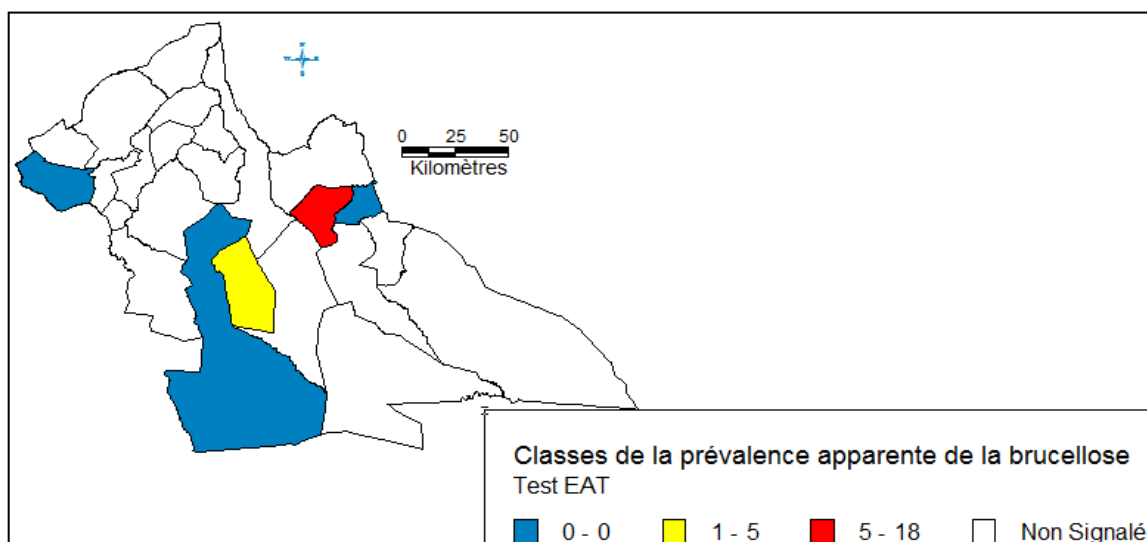 N
W E
S
0 25 50
Kilomètres
Classes de la prévalence apparente de la brucellose
Test EAT
0 - 0 1 - 5 5 - 18 Non Signalé